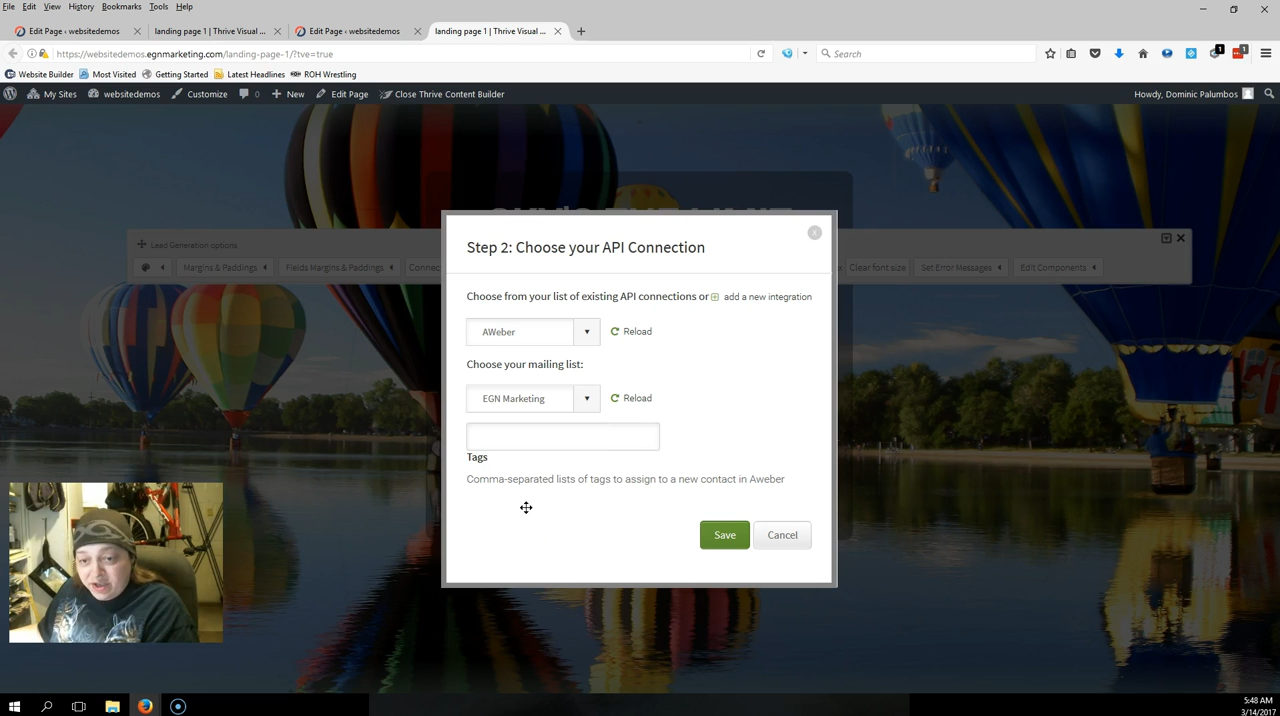 File Edit View History Bookmarks Tools Help
Edit Page ‹ websitedemos × landing page 1 | Thrive Visual ... × Edit Page ‹ websitedemos × landing page 1 | Thrive Visual ... × +
https://websitedemos.egnmarketing.com/landing-page-1/?tve=true Search 1 1
Website Builder Most Visited Getting Started Latest Headlines ROH Wrestling
My Sites websitedemos Customize 0 + New Edit Page Close Thrive Content Builder Howdy, Dominic Palumbos
Lead Generation options
Margins & Paddings Fields Margins & Paddings Connec Clear font size Set Error Messages Edit Components
Step 2: Choose your API Connection
X
Choose from your list of existing API connections or add a new integration
AWeber Reload
Choose your mailing list:
EGN Marketing Reload
Tags
Comma-separated lists of tags to assign to a new contact in Aweber
Save Cancel
5:48 AM
3/14/2017